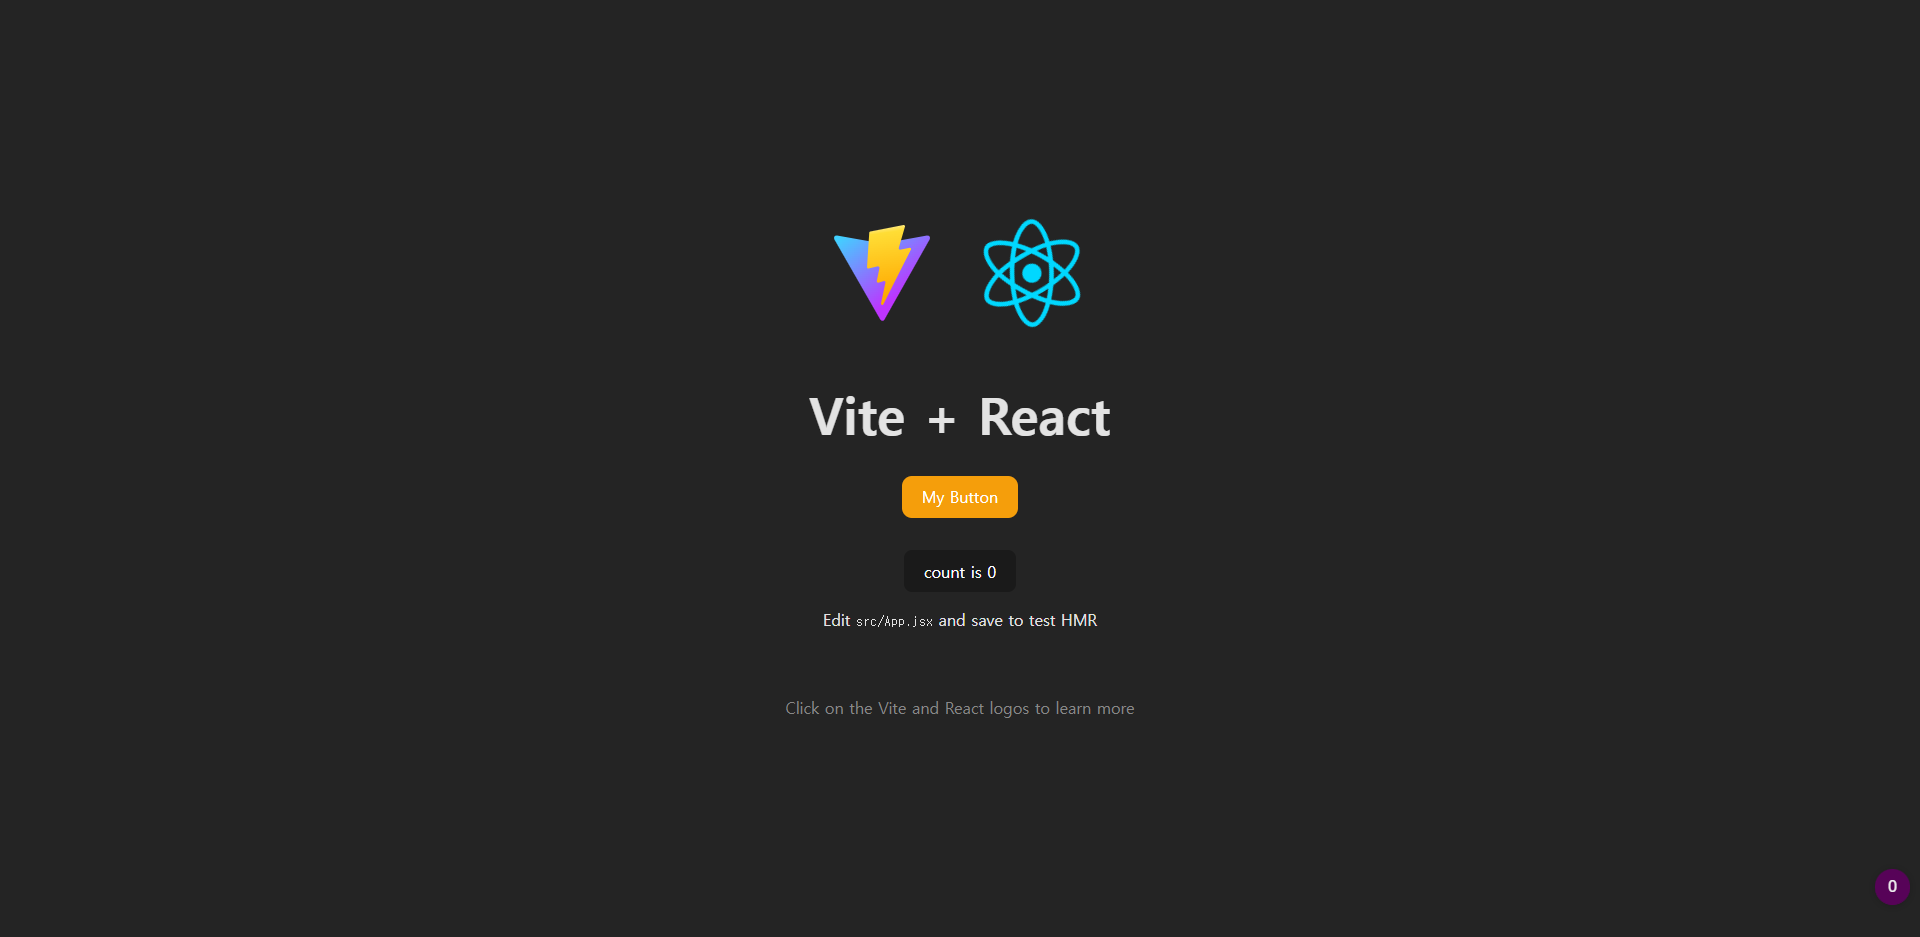 Vite + React
My Button
count is 0
Edit src/App.jsx and save to test HMR
Click on the Vite and React logos to learn more
0